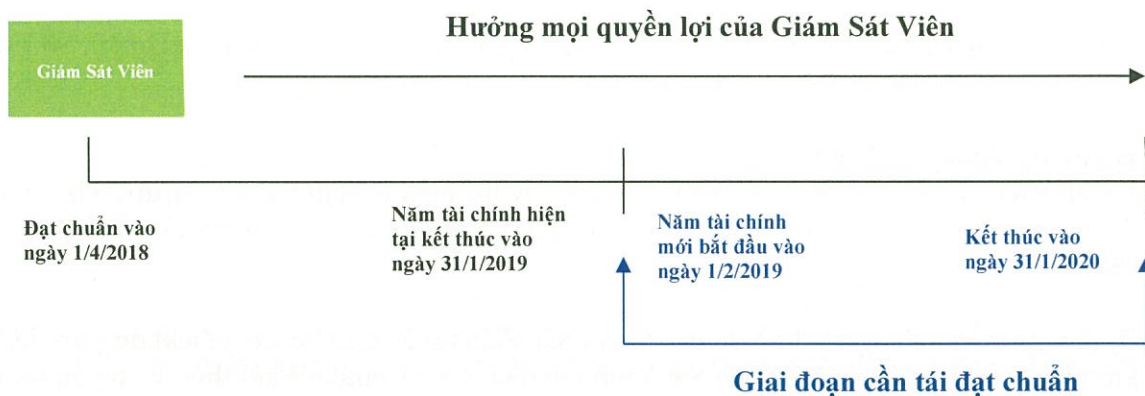 Hưởng mọi quyền lợi của Giám Sát Viên
Giám Sát Viên
Đạt chuẩn vào
ngày 1/4/2018
Năm tài chính hiện
tại kết thúc vào
ngày 31/1/2019
Năm tài chính
mới bắt đầu vào
ngày 1/2/2019
Kết thúc vào
ngày 31/1/2020
Giai đoạn cần tái đạt chuẩn